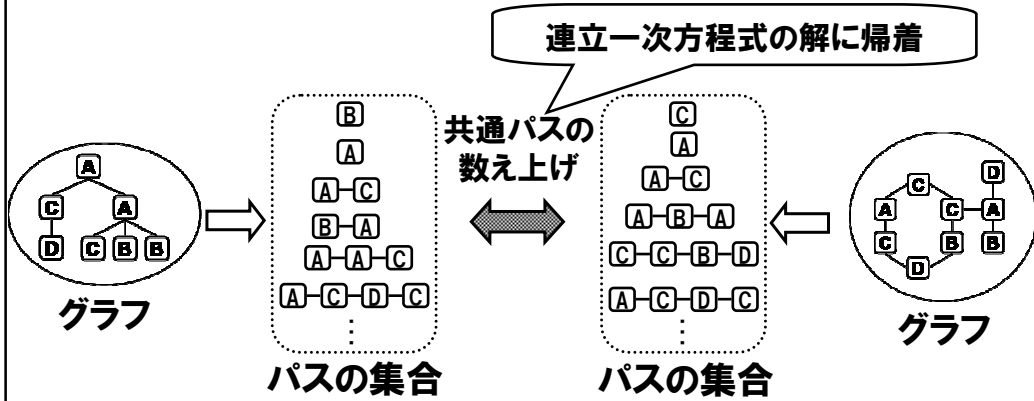 連立一次方程式の解に帰着
共通パスの
数え上げ
B
A
A C
B A
A A C
A C D C
⋮
パスの集合
C
A
A C
A B A
C C B D
A C D C
⋮
パスの集合
A
C A
D C B B
グラフ
D
C
A C A
C B B
D
グラフ